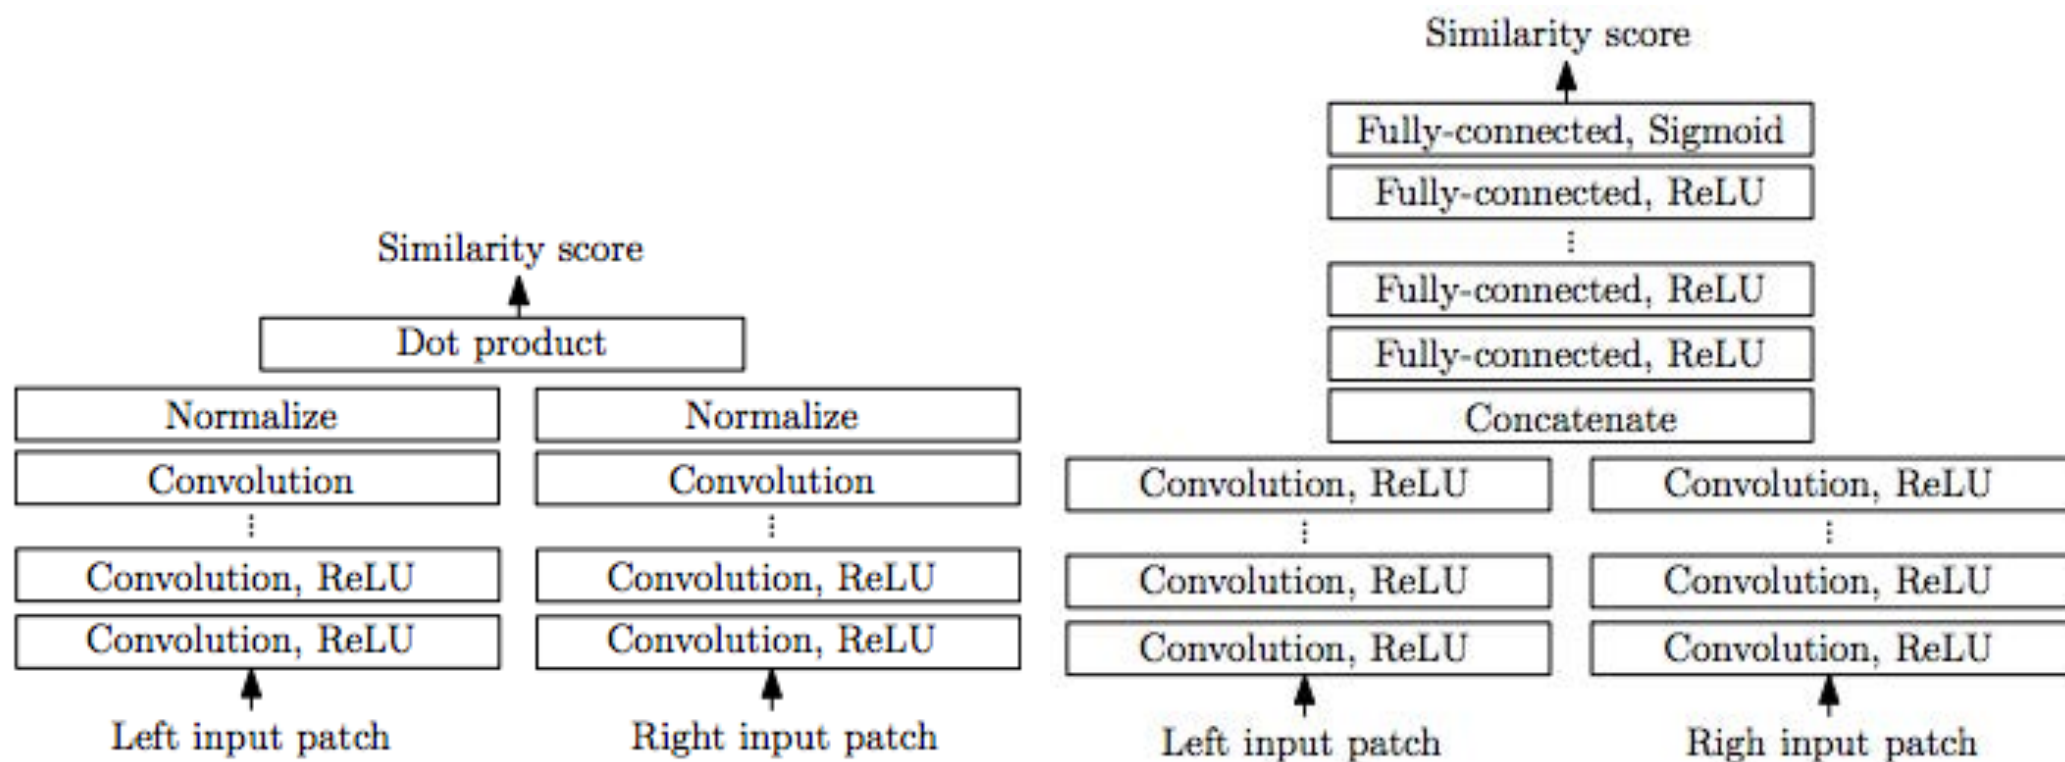 Similarity score
Dot product
Normalize Normalize
Convolution Convolution
⋮ ⋮
Convolution, ReLU Convolution, ReLU
Convolution, ReLU Convolution, ReLU
Left input patch Right input patch
Similarity score
Fully-connected, Sigmoid
Fully-connected, ReLU
⋮
Fully-connected, ReLU
Fully-connected, ReLU
Concatenate
Convolution, ReLU Convolution, ReLU
⋮ ⋮
Convolution, ReLU Convolution, ReLU
Convolution, ReLU Convolution, ReLU
Left input patch Righ input patch